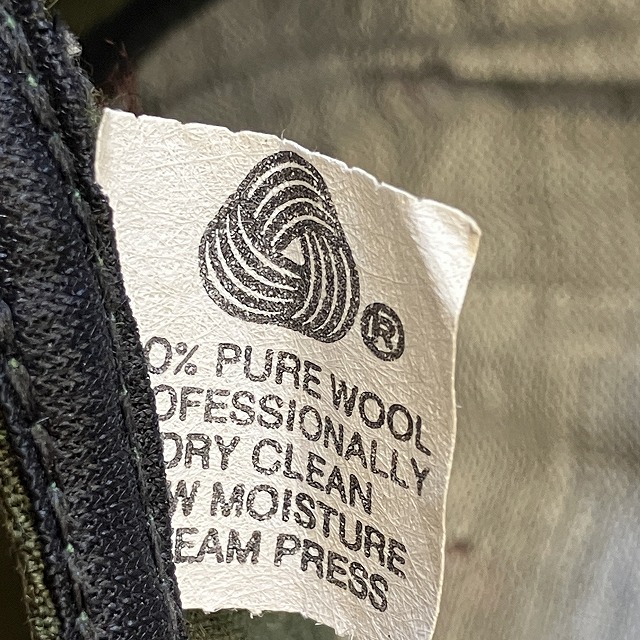 ®
0% PURE WOOL
OFESSIONALLY
DRY CLEAN
W MOISTURE
EAM PRESS